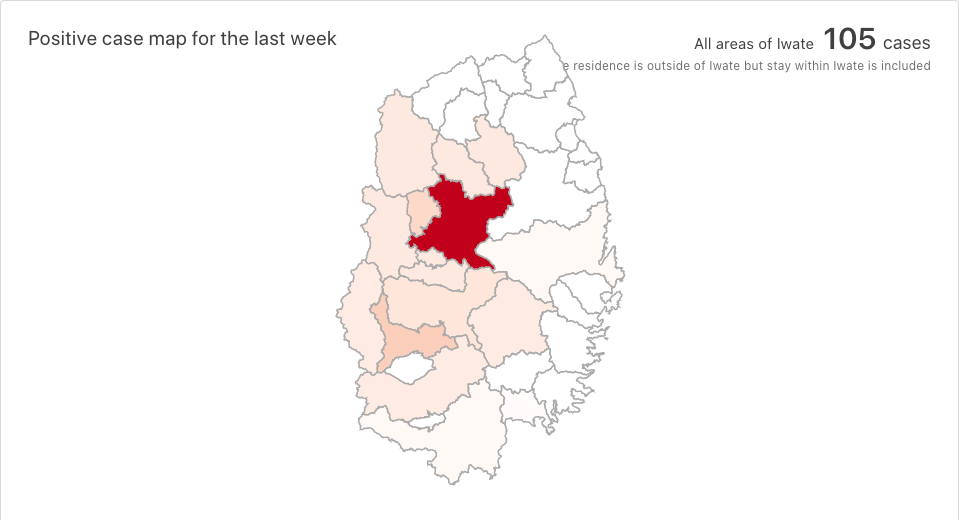 Positive case map for the last week
All areas of Iwate 105 cases
residence is outside of Iwate but stay within Iwate is included